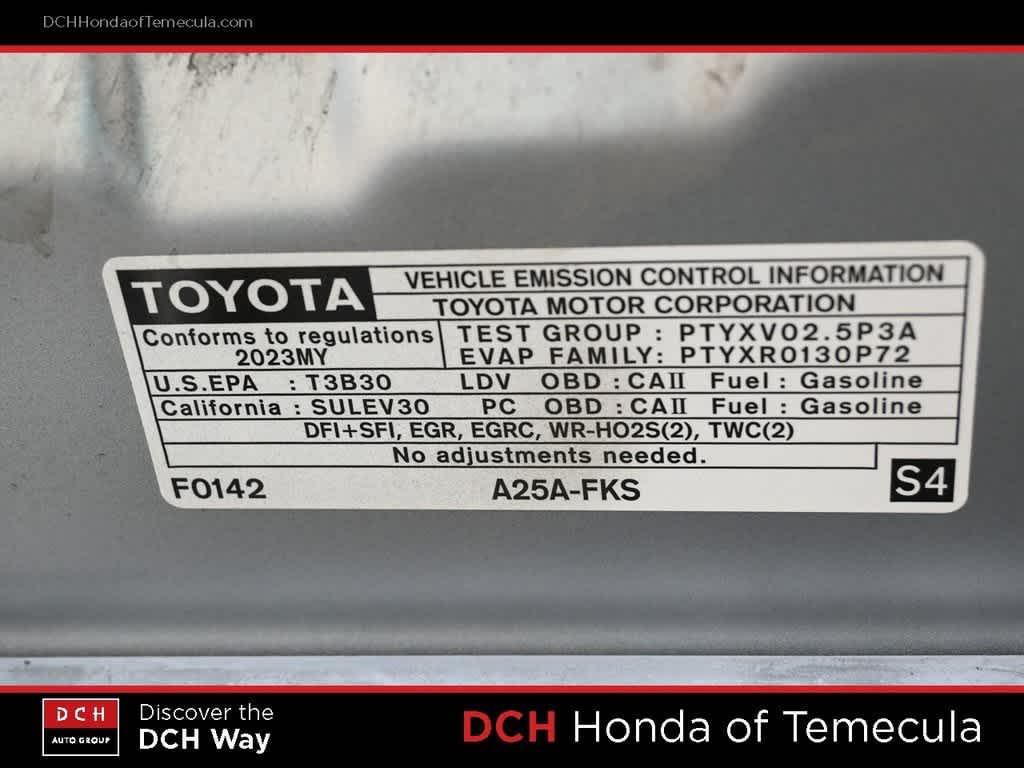 DCHHondaofTemecula.com
TOYOTA
VEHICLE EMISSION CONTROL INFORMATION
TOYOTA MOTOR CORPORATION
Conforms to regulations
2023MY
TEST GROUP : PTYXV02.5P3A
EVAP FAMILY: PTYXR0130P72
U.S.EPA : T3B30 LDV OBD : CAII Fuel : Gasoline
California : SULEV30 PC OBD : CAII Fuel : Gasoline
DFI+SFI, EGR, EGRC, WR-HO2S(2), TWC(2)
No adjustments needed.
F0142 A25A-FKS S4
DCH
AUTO GROUP
Discover the
DCH Way
DCH Honda of Temecula